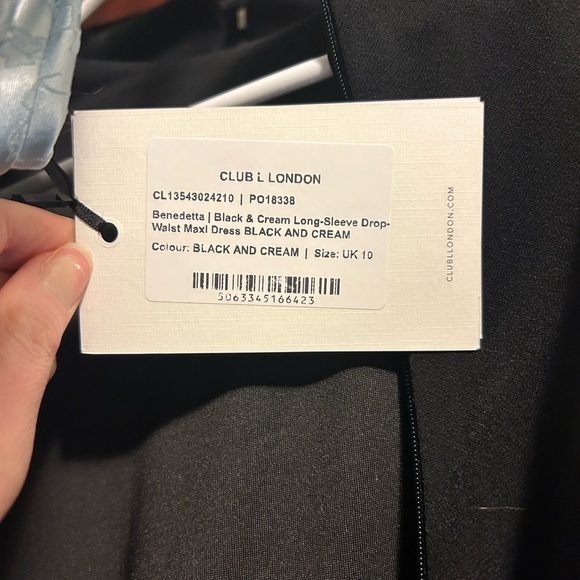 CLUB L LONDON
CL13543024210 | PO18338
Benedetta | Black & Cream Long-Sleeve Drop-
Waist Maxi Dress BLACK AND CREAM
Colour: BLACK AND CREAM | Size: UK 10
5063345166423
CLUBLLONDON.COM